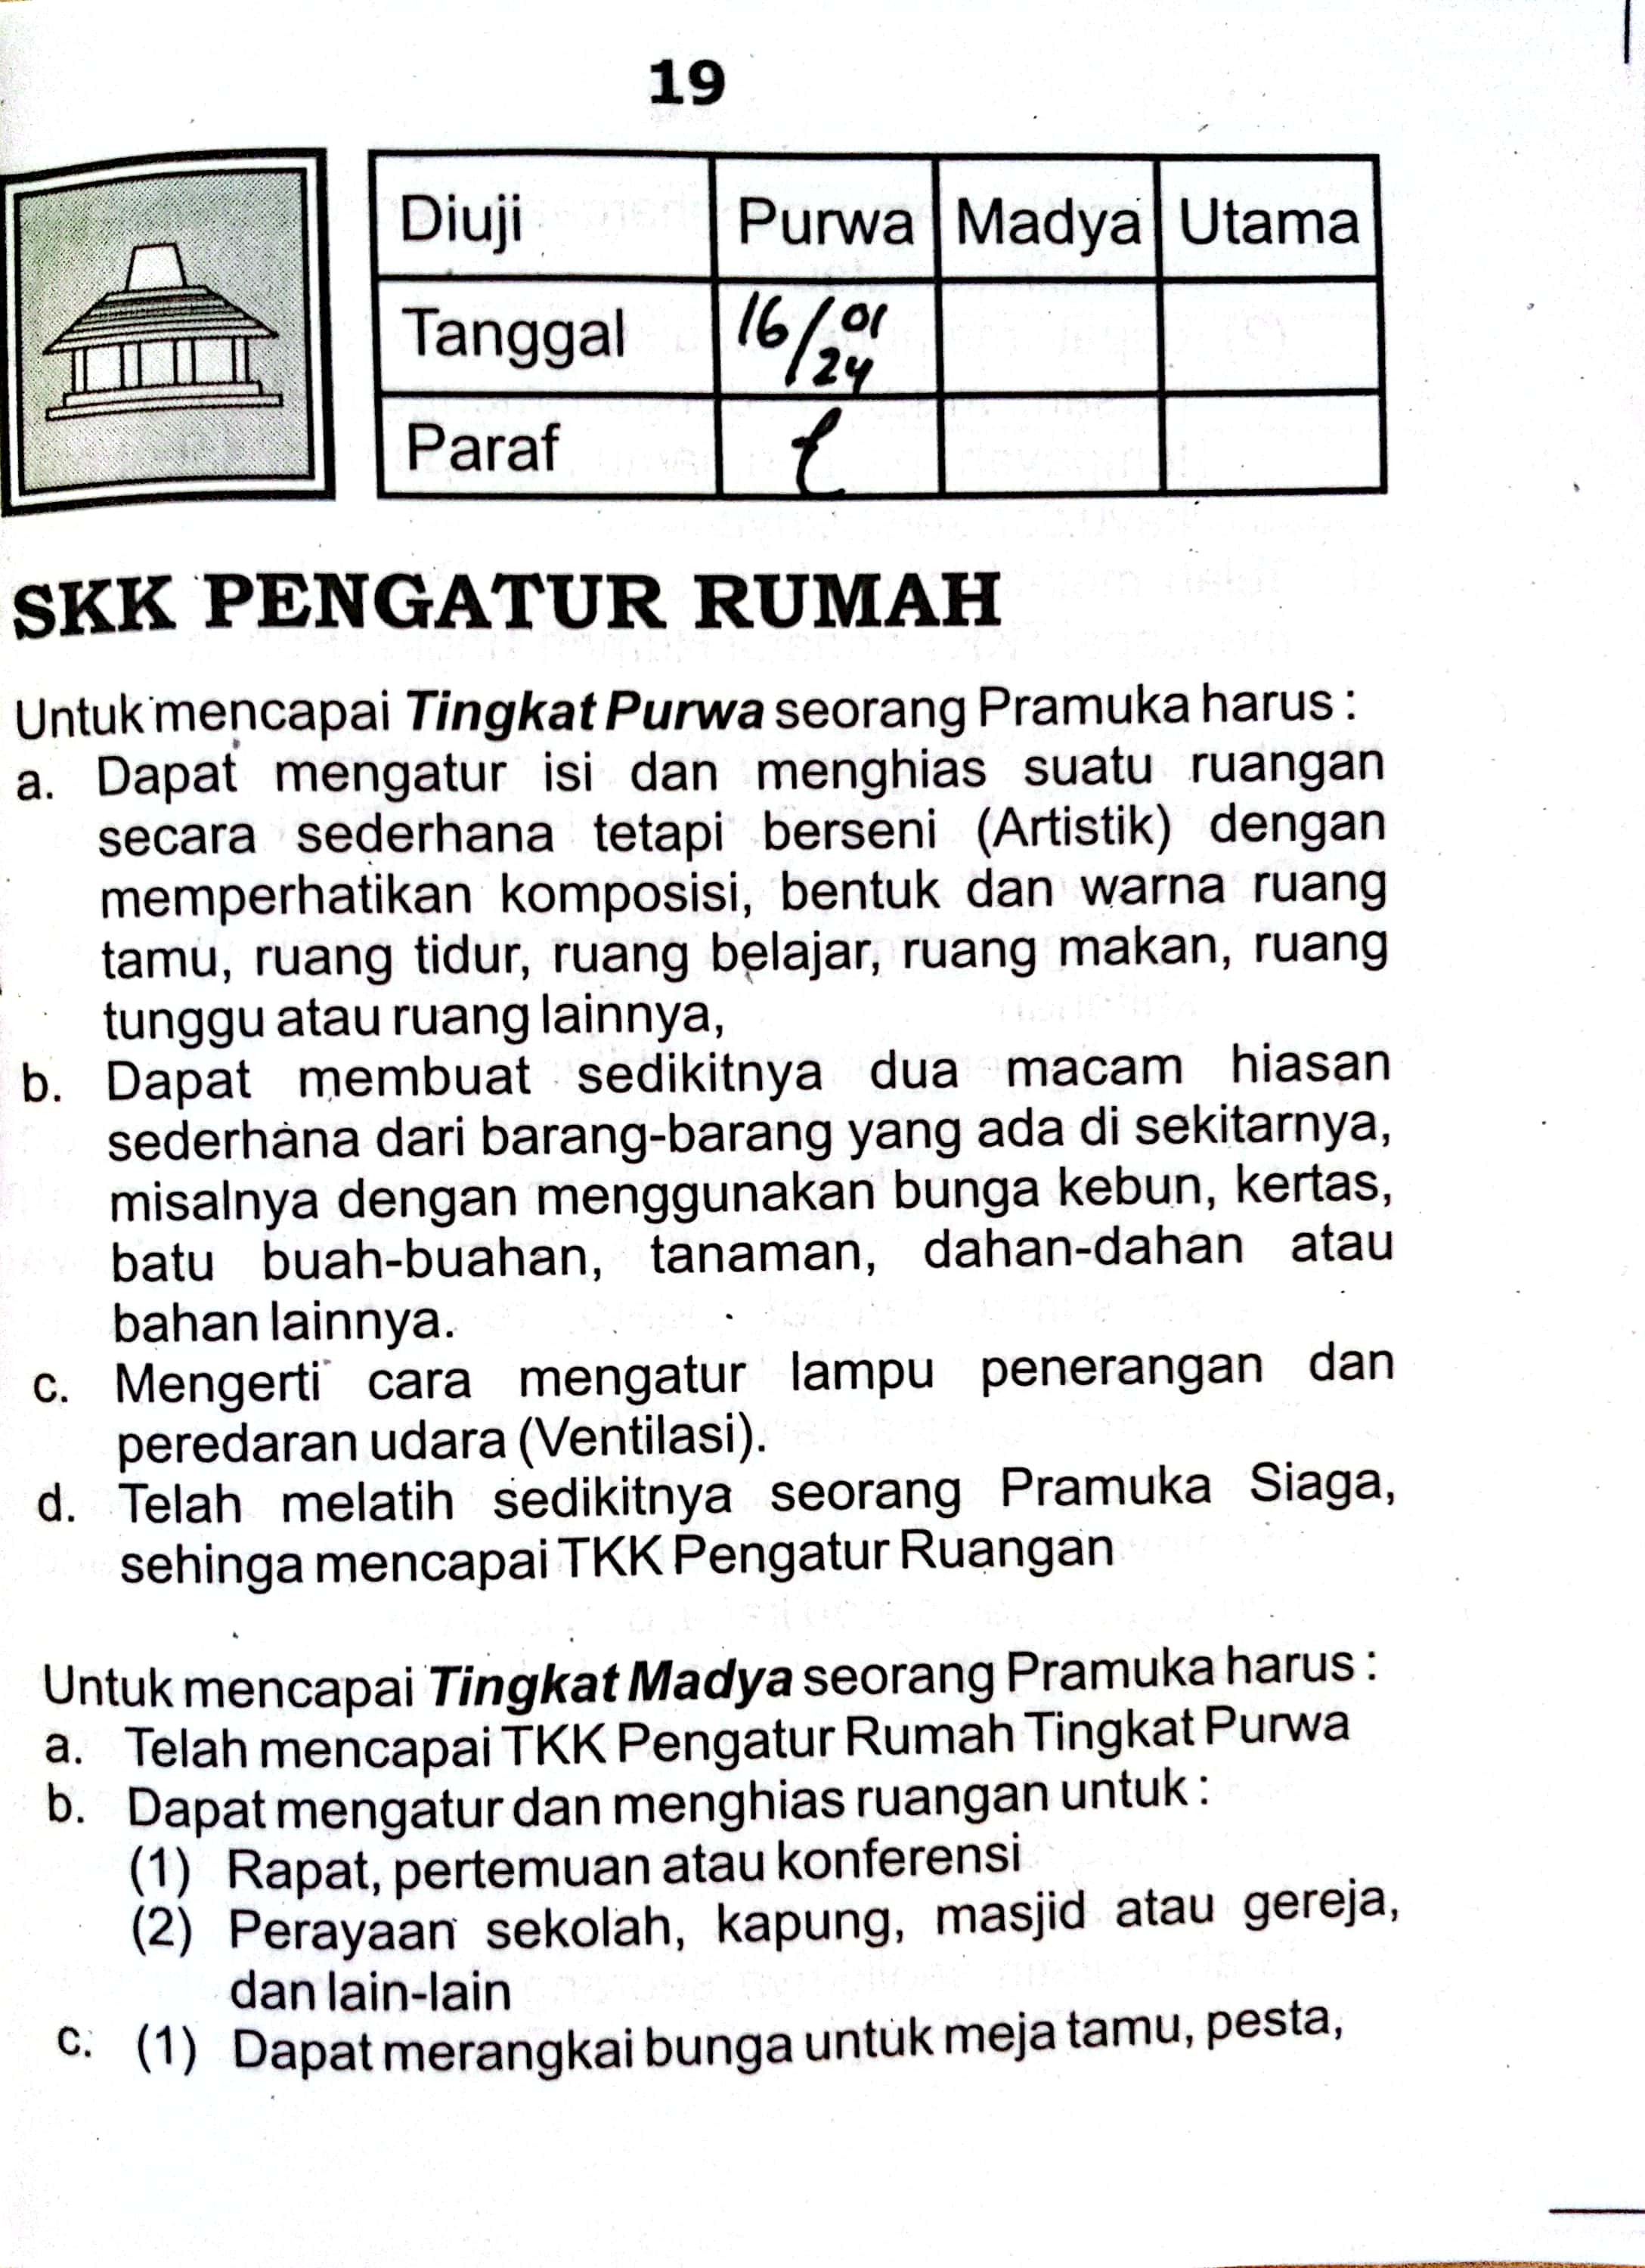 19
Diuji Purwa Madya Utama
Tanggal 16/01/24
Paraf
SKK PENGATUR RUMAH
Untuk mencapai Tingkat Purwa seorang Pramuka harus :
a. Dapat mengatur isi dan menghias suatu ruangan
secara sederhana tetapi berseni (Artistik) dengan
memperhatikan komposisi, bentuk dan warna ruang
tamu, ruang tidur, ruang belajar, ruang makan, ruang
tunggu atau ruang lainnya,
b. Dapat membuat sedikitnya dua macam hiasan
sederhana dari barang-barang yang ada di sekitarnya,
misalnya dengan menggunakan bunga kebun, kertas,
batu buah-buahan, tanaman, dahan-dahan atau
bahan lainnya.
c. Mengerti cara mengatur lampu penerangan dan
peredaran udara (Ventilasi).
d. Telah melatih sedikitnya seorang Pramuka Siaga,
sehinga mencapai TKK Pengatur Ruangan
Untuk mencapai Tingkat Madya seorang Pramuka harus :
a. Telah mencapai TKK Pengatur Rumah Tingkat Purwa
b. Dapat mengatur dan menghias ruangan untuk :
(1) Rapat, pertemuan atau konferensi
(2) Perayaan sekolah, kapung, masjid atau gereja,
dan lain-lain
c. (1) Dapat merangkai bunga untuk meja tamu, pesta,